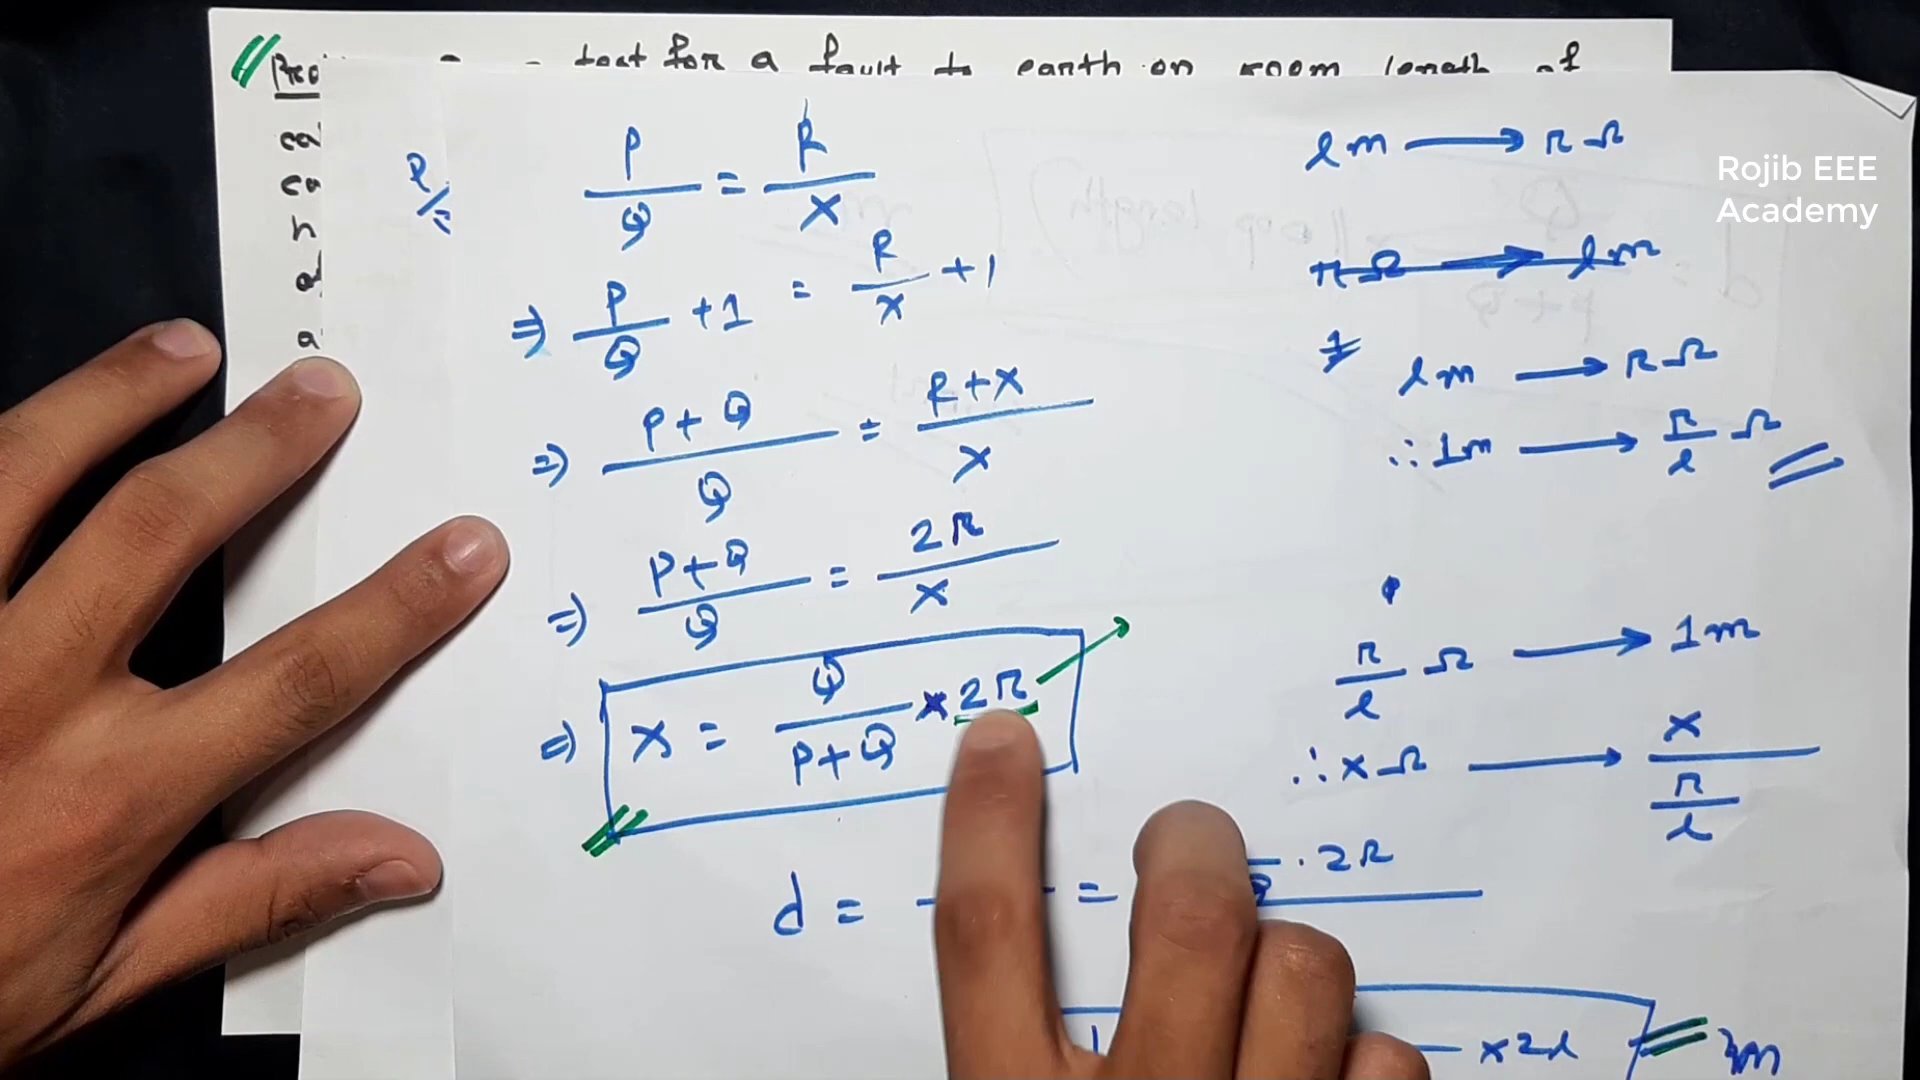 test for a fault to earth on room length of
P/Q = R/X
⇒ P/Q + 1 = R/X + 1
⇒ P+Q/Q = R+X/X
⇒ P+Q/Q = 2r/X
⇒ X = Q/P+Q × 2r
d = = . 2r
× 2l m
l m → r Ω
r Ω → l m
l m → r Ω
∴ 1m → r/l Ω
r/l Ω → 1m
∴ x Ω → x/r/l
Rojib EEE
Academy